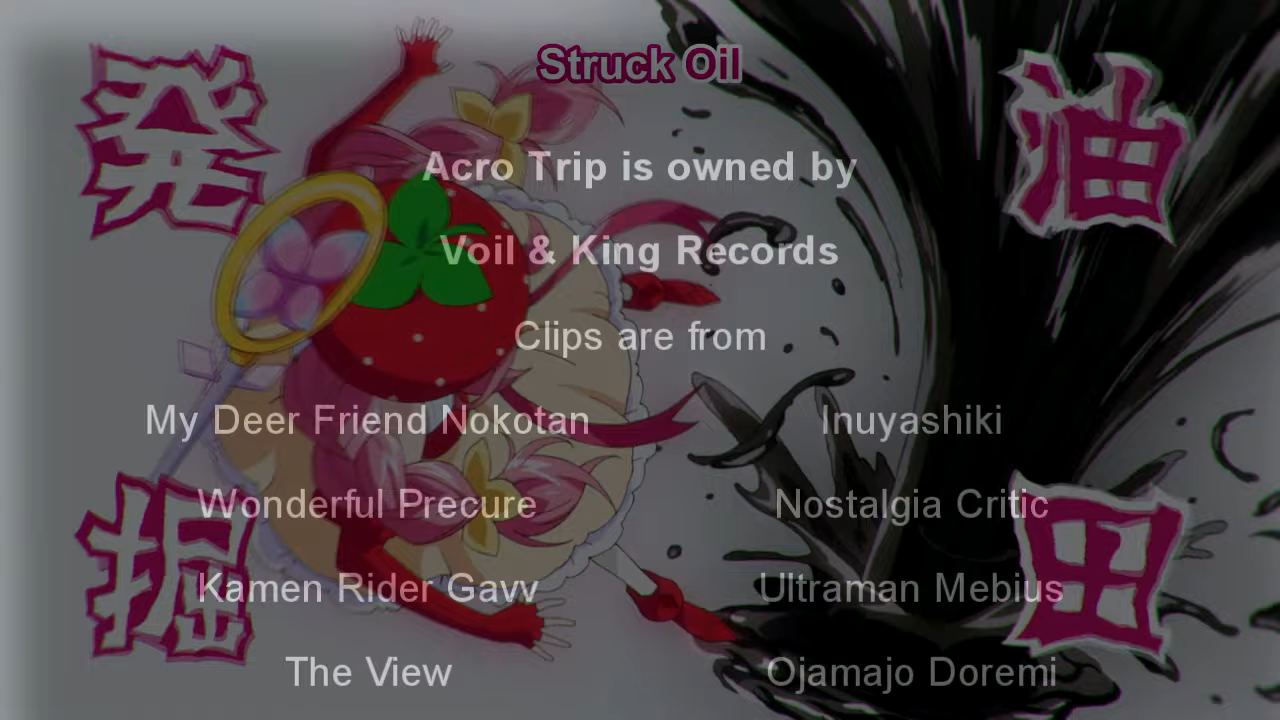 Struck Oil
発掘
油田
Acro Trip is owned by
Voil & King Records
Clips are from
My Deer Friend Nokotan
Inuyashiki
Wonderful Precure
Nostalgia Critic
Kamen Rider Gavv
Ultraman Mebius
The View
Ojamajo Doremi